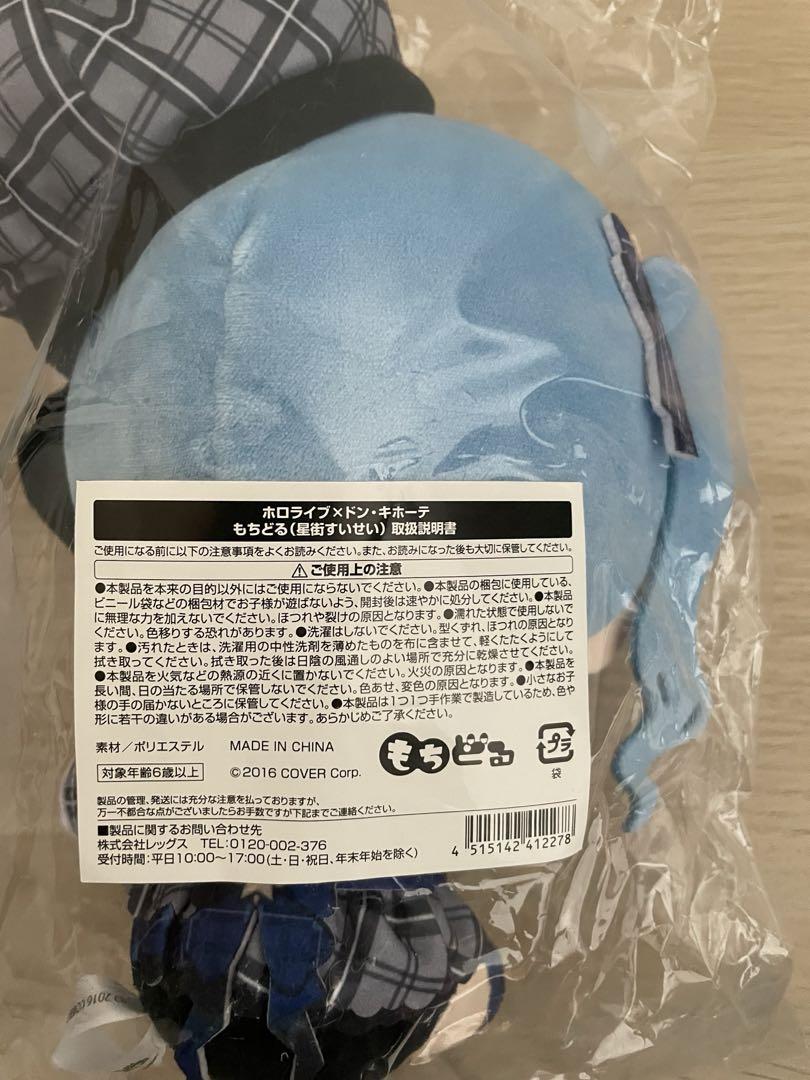 ホロライブ×ドン・キホーテ
もちどる(星街すいせい)取扱説明書
ご使用になる前に以下の注意事項をよくお読みください。また、お読みになった後も大切に保管してください。
⚠ご使用上の注意
●本製品を本来の目的以外にはご使用にならないでください。●本製品の梱包に使用している、
ビニール袋などの梱包材でお子様が遊ばないよう、開封後は速やかに処分してください。●本製品
に無理な力を加えないでください。ほつれや裂けの原因となります。●濡れた状態で使用しないで
ください。色移りする恐れがあります。●洗濯はしないでください。型くずれ、ほつれの原因となり
ます。●汚れたときは、洗濯用の中性洗剤を薄めたものを布に含ませて、軽くたたくようにして
拭き取ってください。拭き取った後は日陰の風通しのよい場所で充分に乾燥させてください。
●本製品を火気などの熱源の近くに置かないでください。火災の原因となります。●本製品を
長い間、日の当たる場所で保管しないでください。色あせ、変色の原因となります。●小さなお子
様の手の届かないところに保管してください。●本製品は1つ1つ手作業で製造しているため、色や
形に若干の違いがある場合がございます。あらかじめご了承ください。
素材/ポリエステル MADE IN CHINA もちどる プラ
対象年齢6歳以上 ©2016 COVER Corp. 袋
製品の管理、発送には充分な注意を払っておりますが、
万一不都合な点がございましたらお手数ですが下記までご連絡ください。
■製品に関するお問い合わせ先
株式会社レッグス TEL:0120-002-376
受付時間:平日10:00~17:00(土・日・祝日、年末年始を除く)
4 515142 412278